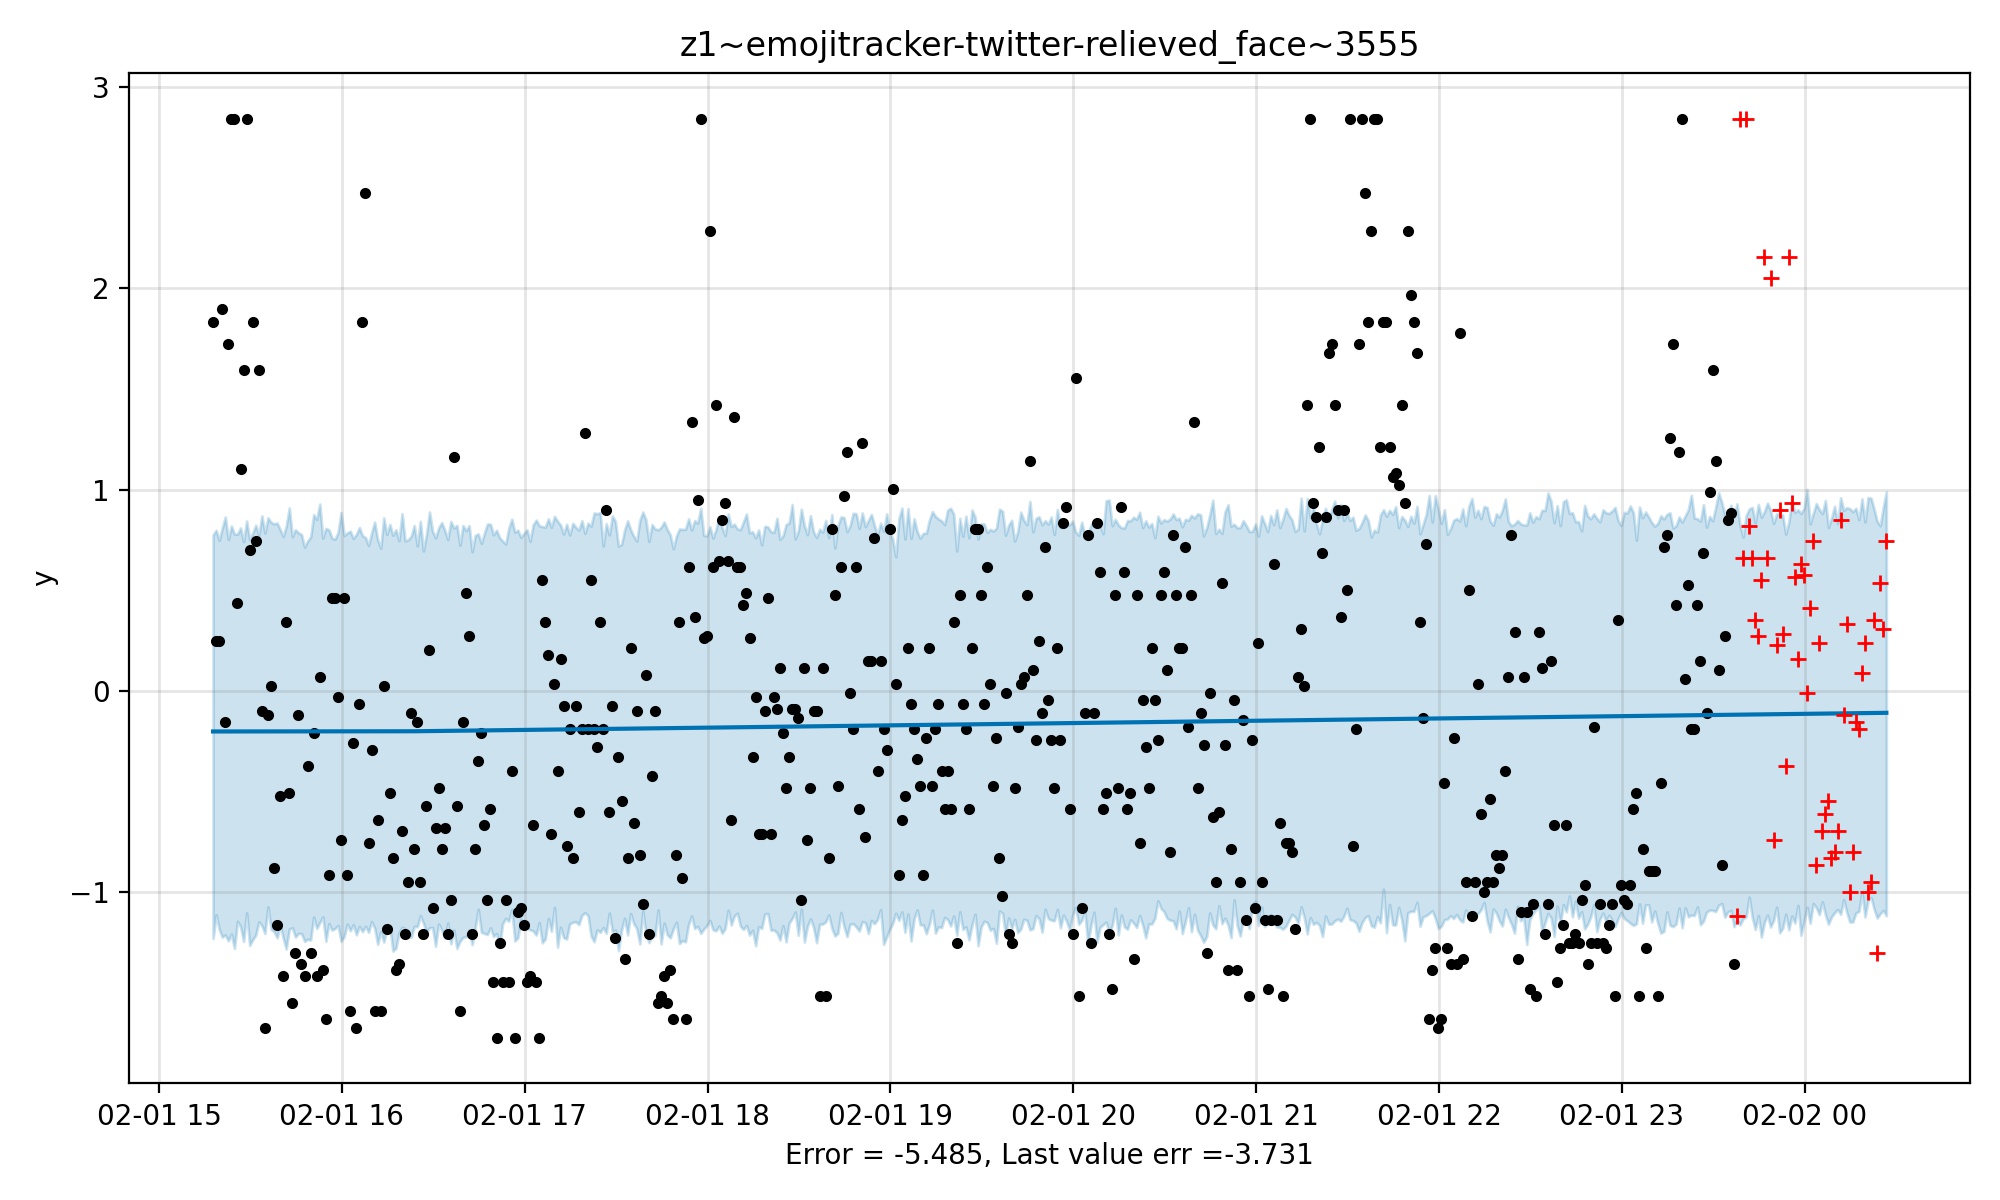 z1~emojitracker-twitter-relieved_face~3555
3
2
1
0
−1
y
02-01 15 02-01 16 02-01 17 02-01 18 02-01 19 02-01 20 02-01 21 02-01 22 02-01 23 02-02 00
Error = -5.485, Last value err =-3.731